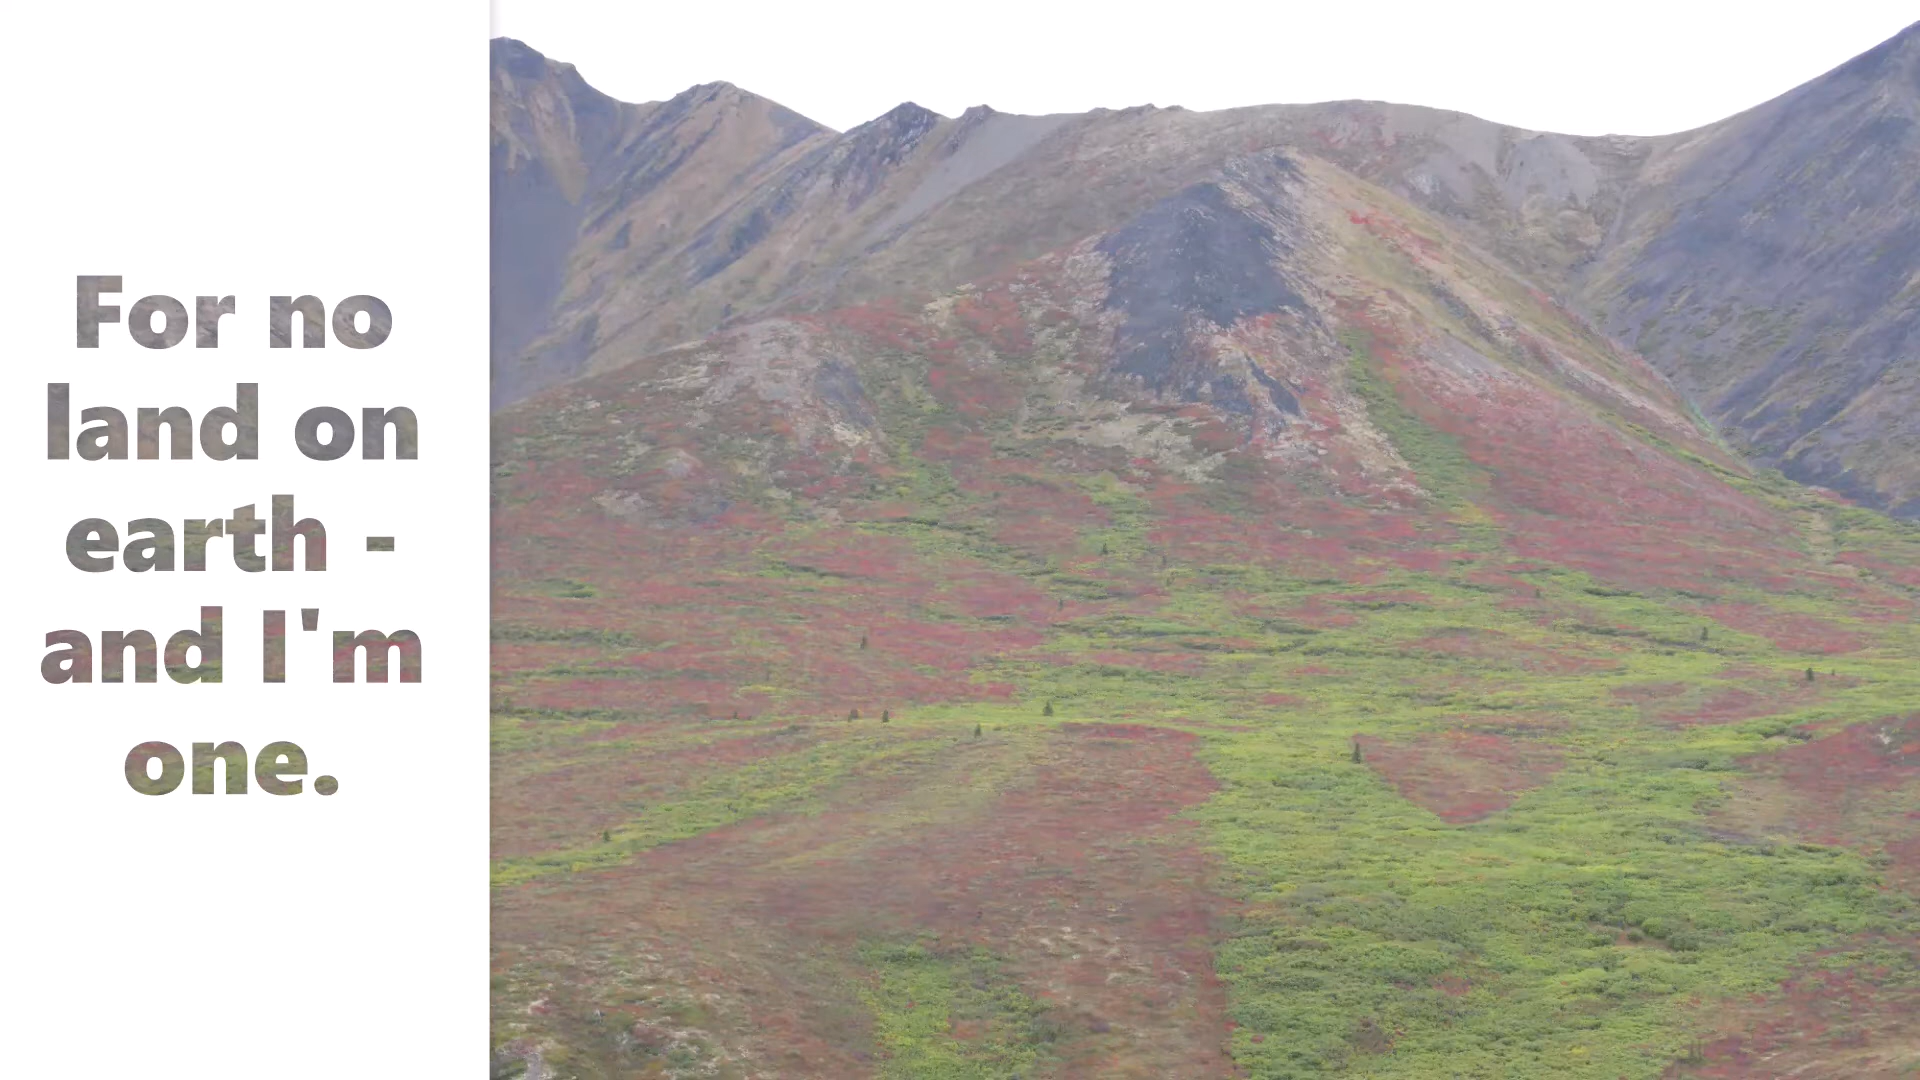 For no
land on
earth -
and I'm
one.